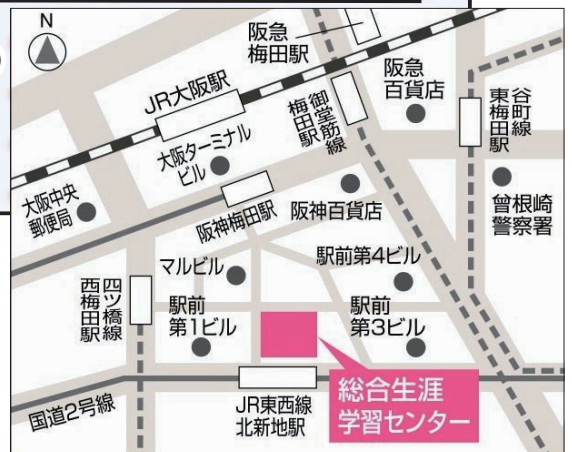 N
阪急
梅田駅
JR大阪駅
御堂筋線
梅田駅
阪急
百貨店
谷町線
東梅田駅
大阪ターミナル
ビル
大阪中央
郵便局
阪神梅田駅
阪神百貨店
曾根崎
警察署
四ツ橋線
西梅田駅
マルビル
駅前第4ビル
駅前
第1ビル
駅前
第3ビル
総合生涯
学習センター
国道2号線
JR東西線
北新地駅